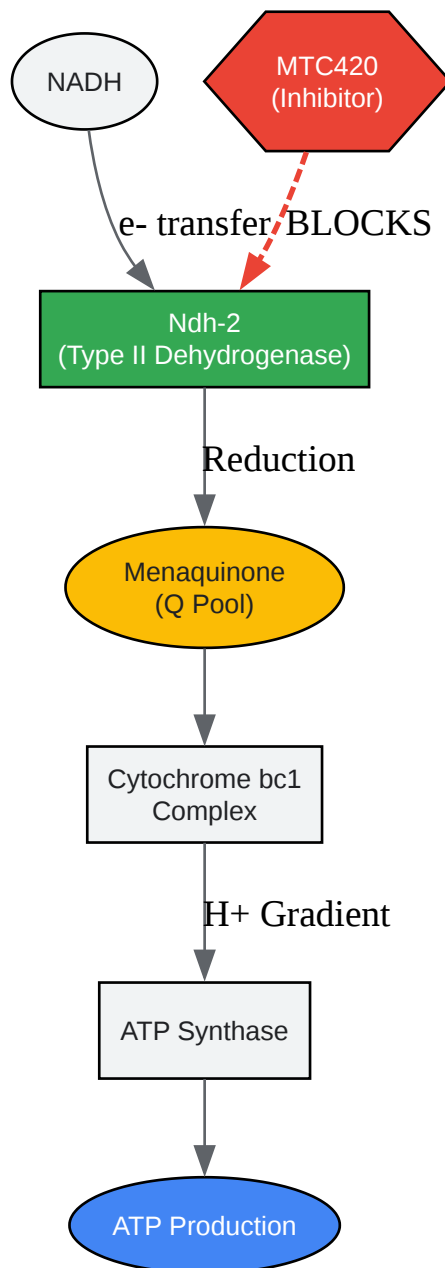 NADH
MTC420
(Inhibitor)
e- transfer
BLOCKS
Ndh-2
(Type II Dehydrogenase)
Reduction
Menaquinone
(Q Pool)
Cytochrome bc1
Complex
H+ Gradient
ATP Synthase
ATP Production